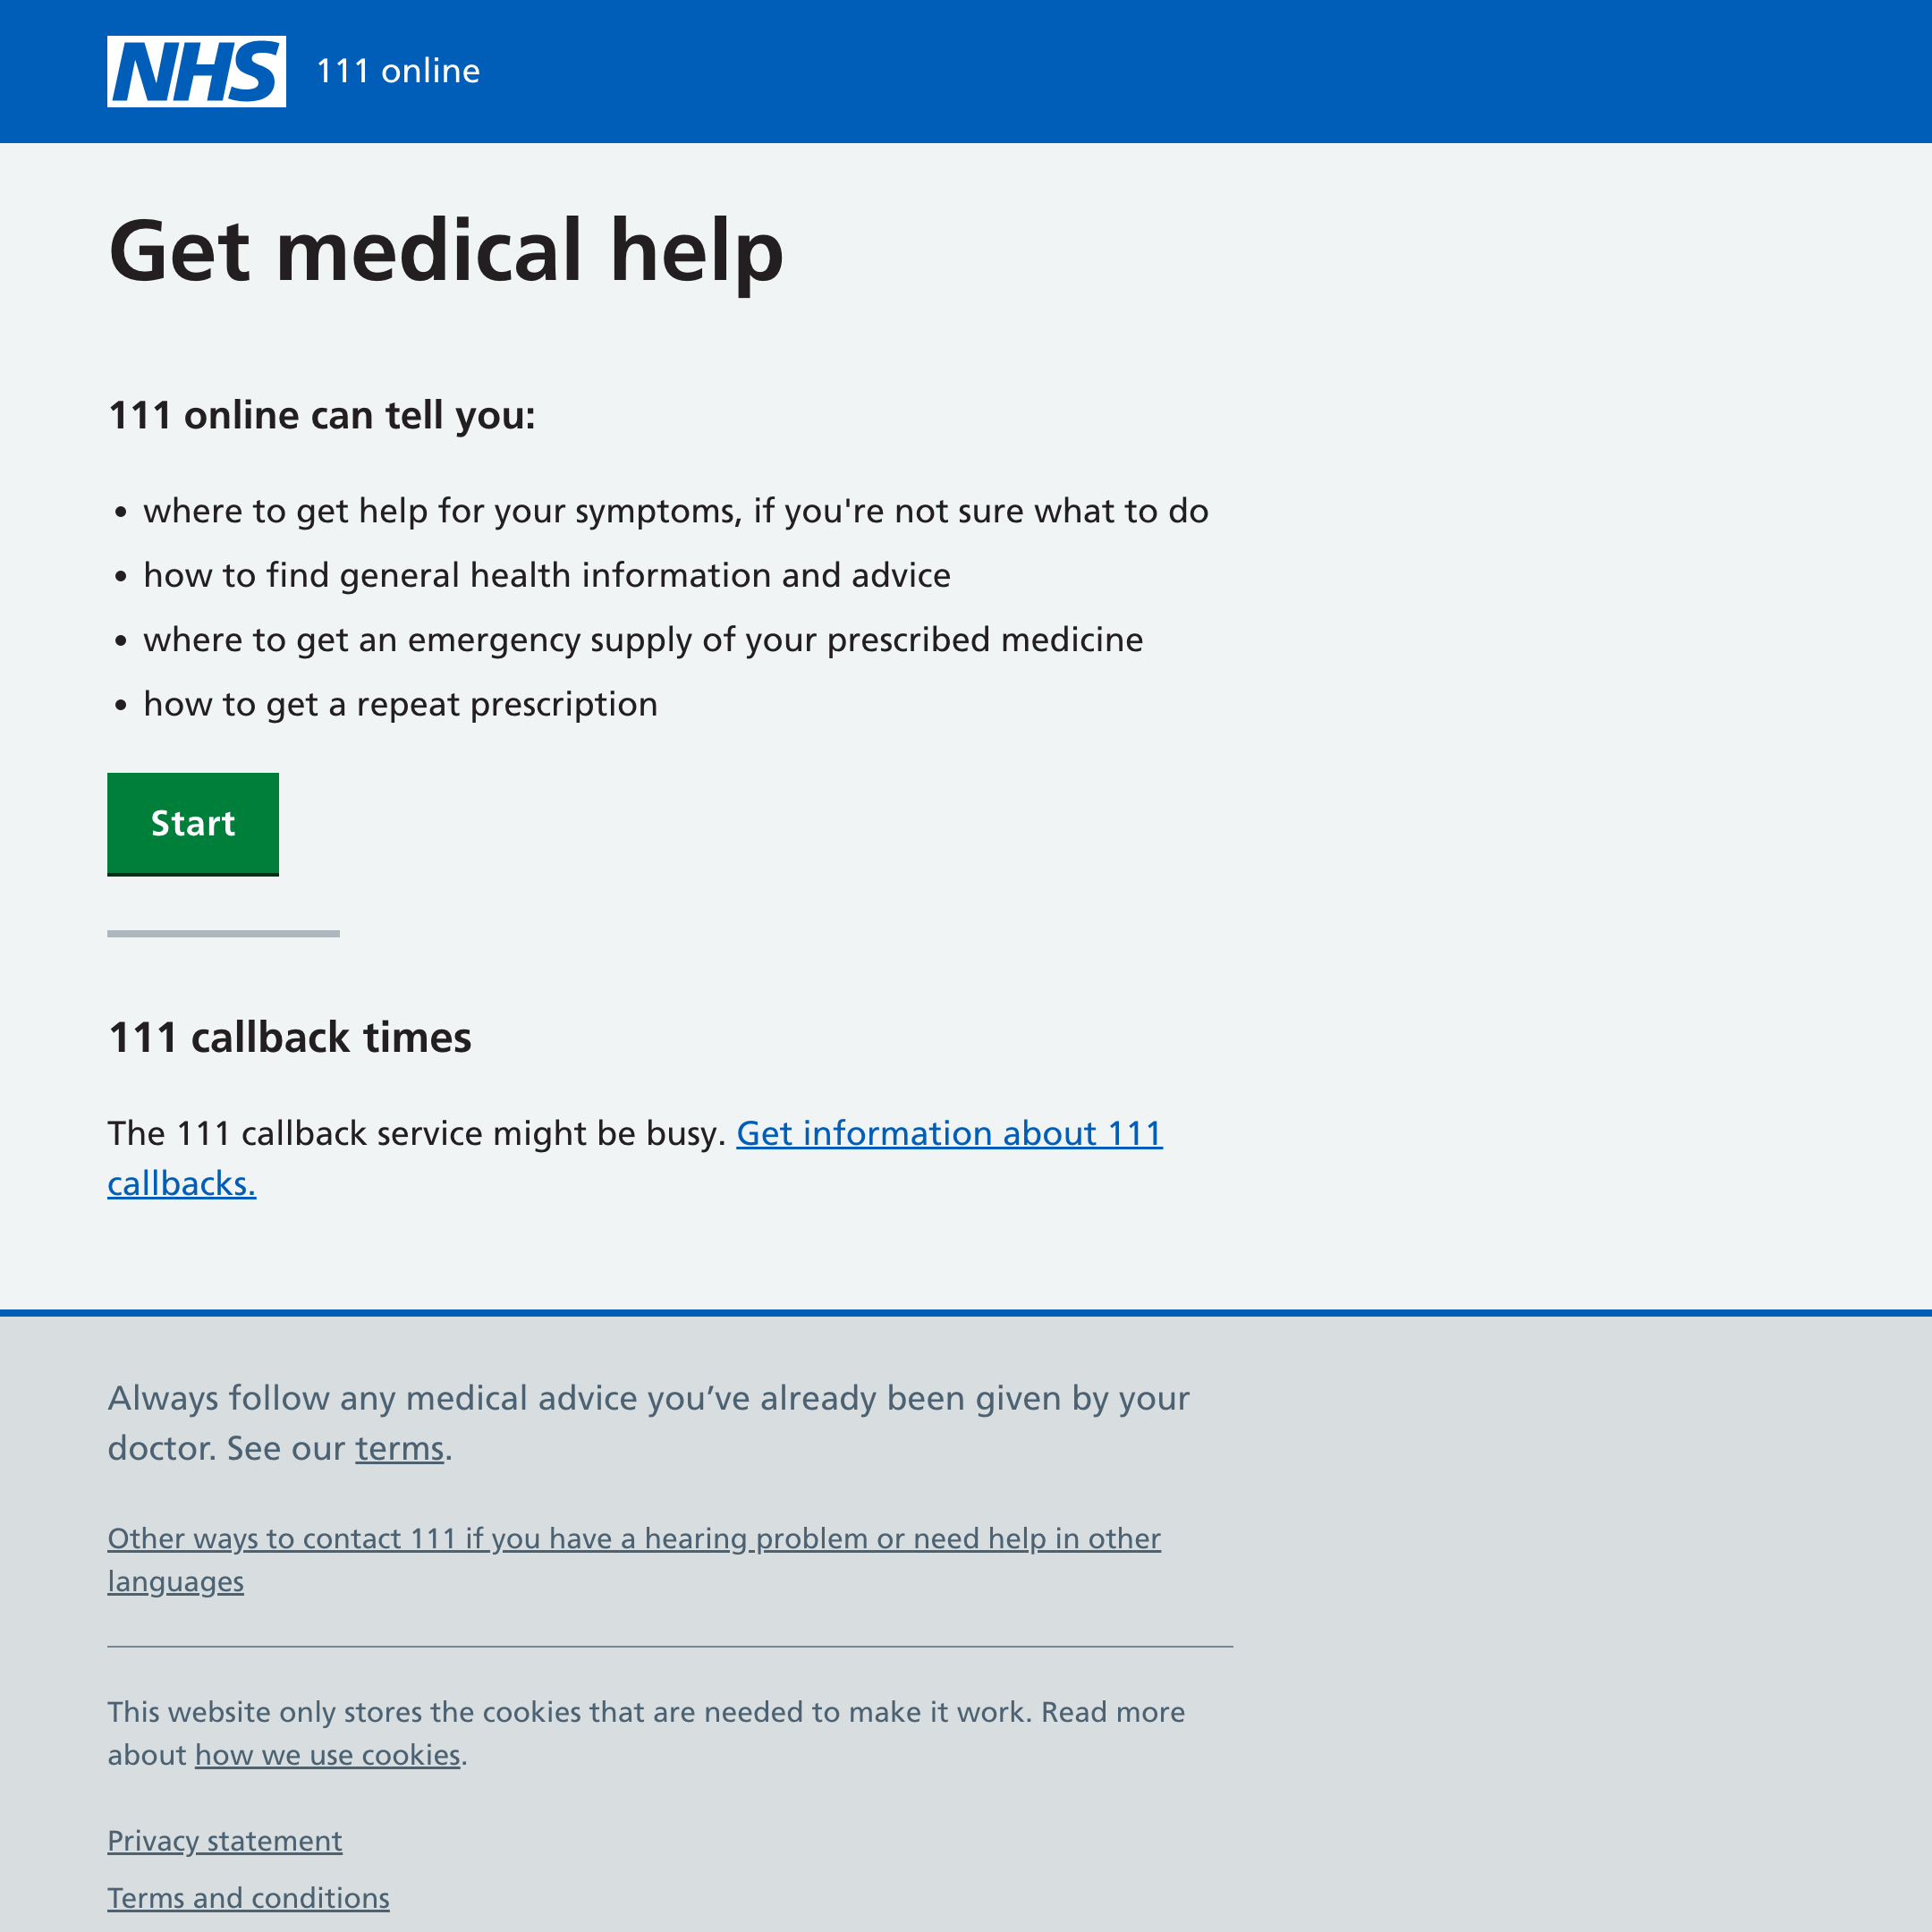 NHS 111 online
Get medical help
111 online can tell you:
where to get help for your symptoms, if you're not sure what to do
how to find general health information and advice
where to get an emergency supply of your prescribed medicine
how to get a repeat prescription
Start
111 callback times
The 111 callback service might be busy. Get information about 111
callbacks.
Always follow any medical advice you’ve already been given by your
doctor. See our terms.
Other ways to contact 111 if you have a hearing problem or need help in other
languages
This website only stores the cookies that are needed to make it work. Read more
about how we use cookies.
Privacy statement
Terms and conditions